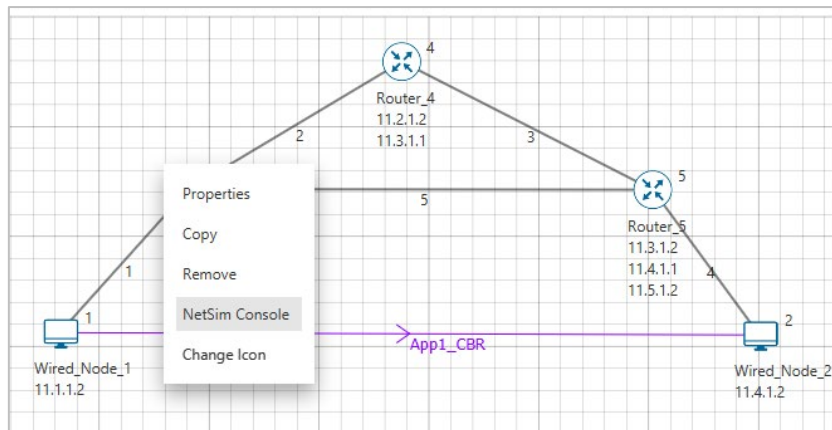 4
Router_4
11.2.1.2
11.3.1.1
2
3
Properties
Copy
Remove
NetSim Console
Change Icon
5
5
Router_5
11.3.1.2
11.4.1.1
11.5.1.2
1
4
1
Wired_Node_1
11.1.1.2
App1_CBR
2
Wired_Node_2
11.4.1.2